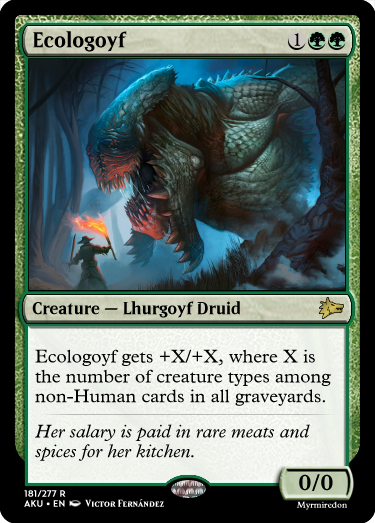 Ecologoyf 1
Creature — Lhurgoyf Druid
Ecologoyf gets +X/+X, where X is
the number of creature types among
non-Human cards in all graveyards.
Her salary is paid in rare meats and
spices for her kitchen.
0/0
181/277 R
AKU • EN Victor Fernández
Myrmiredon